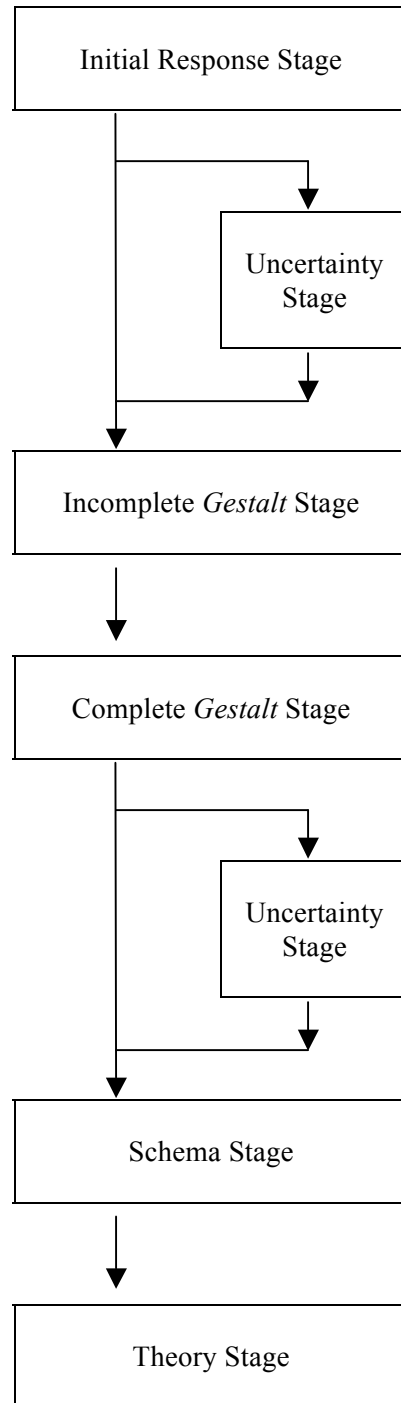 Initial Response Stage
Uncertainty
Stage
Incomplete Gestalt Stage
Complete Gestalt Stage
Uncertainty
Stage
Schema Stage
Theory Stage